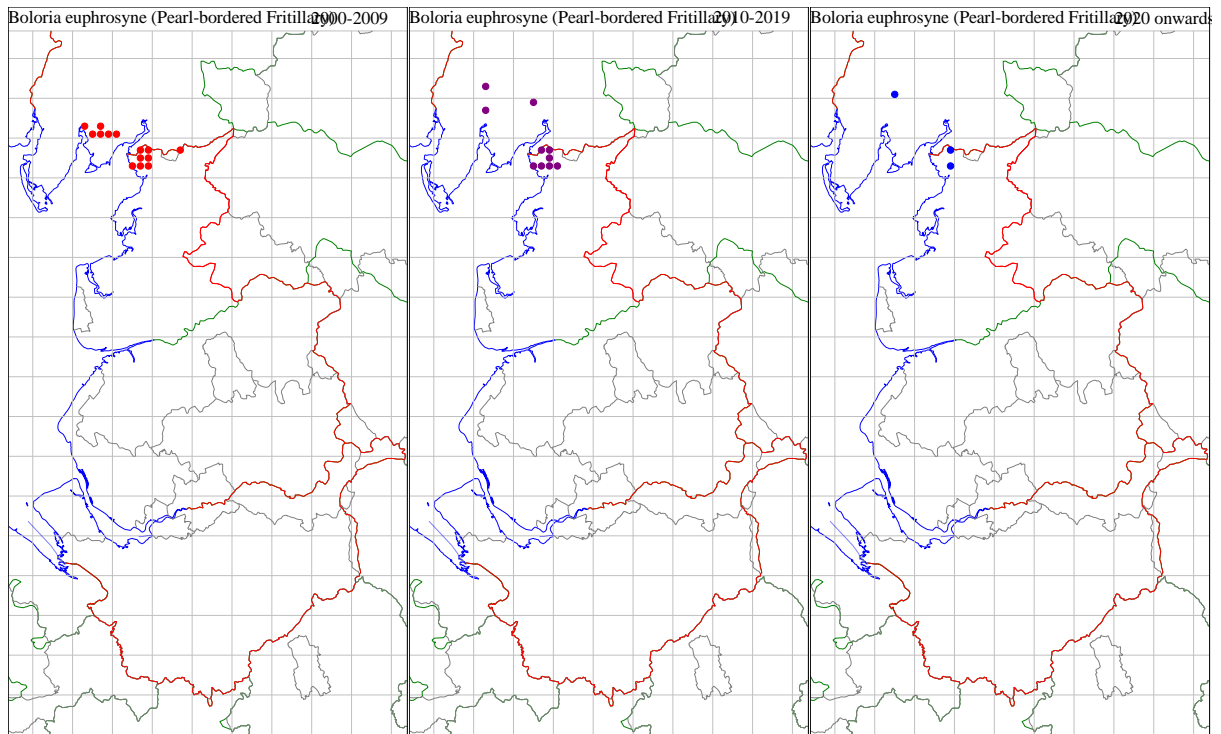 Boloria euphrosyne (Pearl-bordered Fritillary) 2000-2009
Boloria euphrosyne (Pearl-bordered Fritillary) 2010-2019
Boloria euphrosyne (Pearl-bordered Fritillary) 2020 onwards